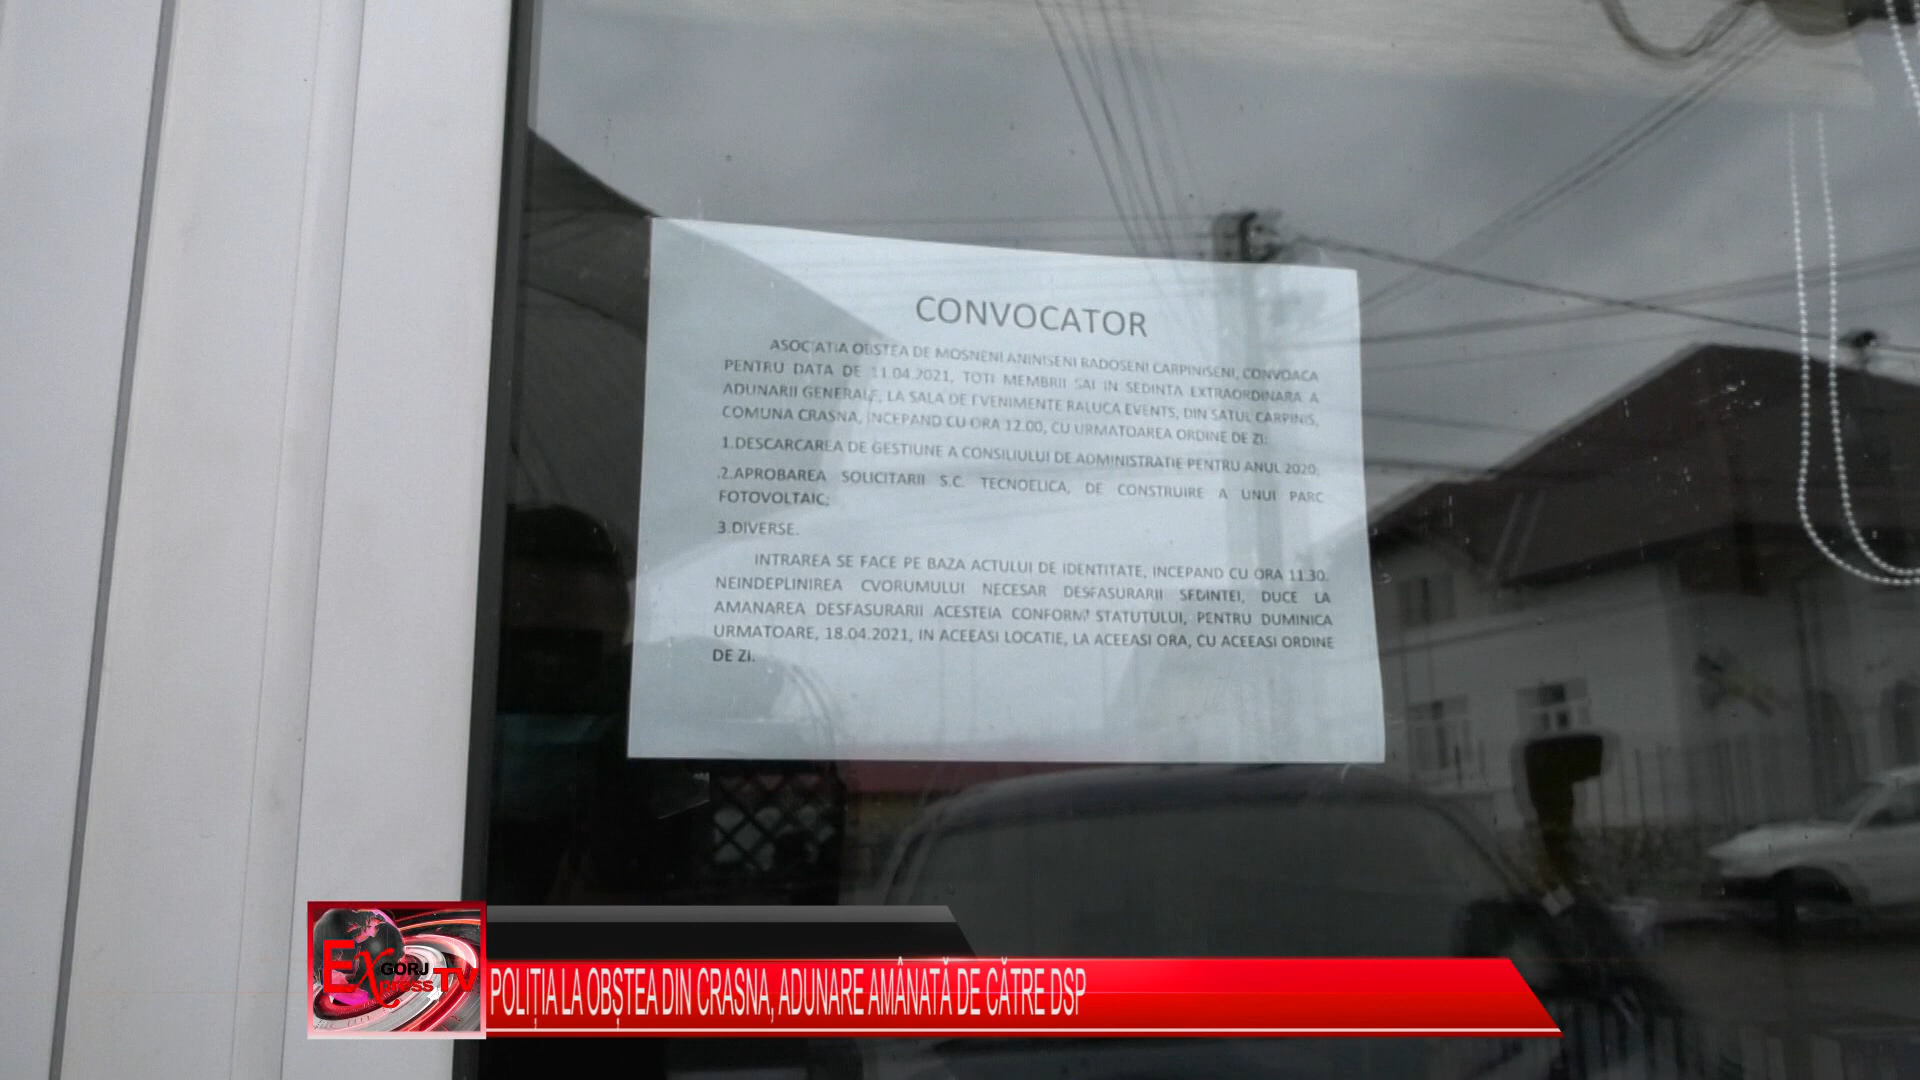 CONVOCATOR
ASOCIATIA OBSTEA DE MOSNENI ANINISENI RADOSENI CARPINISENI, CONVOACA
PENTRU DATA DE 11.04.2021, TOTI MEMBRII SAI IN SEDINTA EXTRAORDINARA A
ADUNARII GENERALE, LA SALA DE EVENIMENTE RALUCA EVENTS, DIN SATUL CARPINIS,
COMUNA CRASNA, INCEPAND CU ORA 12.00, CU URMATOAREA ORDINE DE ZI:
1.DESCARCAREA DE GESTIUNE A CONSILIULUI DE ADMINISTRATIE PENTRU ANUL 2020;
.2.APROBAREA SOLICITARII S.C. TECNOELICA, DE CONSTRUIRE A UNUI PARC
FOTOVOLTAIC;
3.DIVERSE.
INTRAREA SE FACE PE BAZA ACTULUI DE IDENTITATE, INCEPAND CU ORA 11.30.
NEINDEPLINIREA CVORUMULUI NECESAR DESFASURARII SEDINTEI, DUCE LA
AMANAREA DESFASURARII ACESTEIA CONFORM STATUTULUI, PENTRU DUMINICA
URMATOARE, 18.04.2021, IN ACEEASI LOCATIE, LA ACEEASI ORA, CU ACEEASI ORDINE
DE ZI.
EXPRESS GORJ TV
POLIȚIA LA OBȘTEA DIN CRASNA, ADUNARE AMÂNATĂ DE CĂTRE DSP